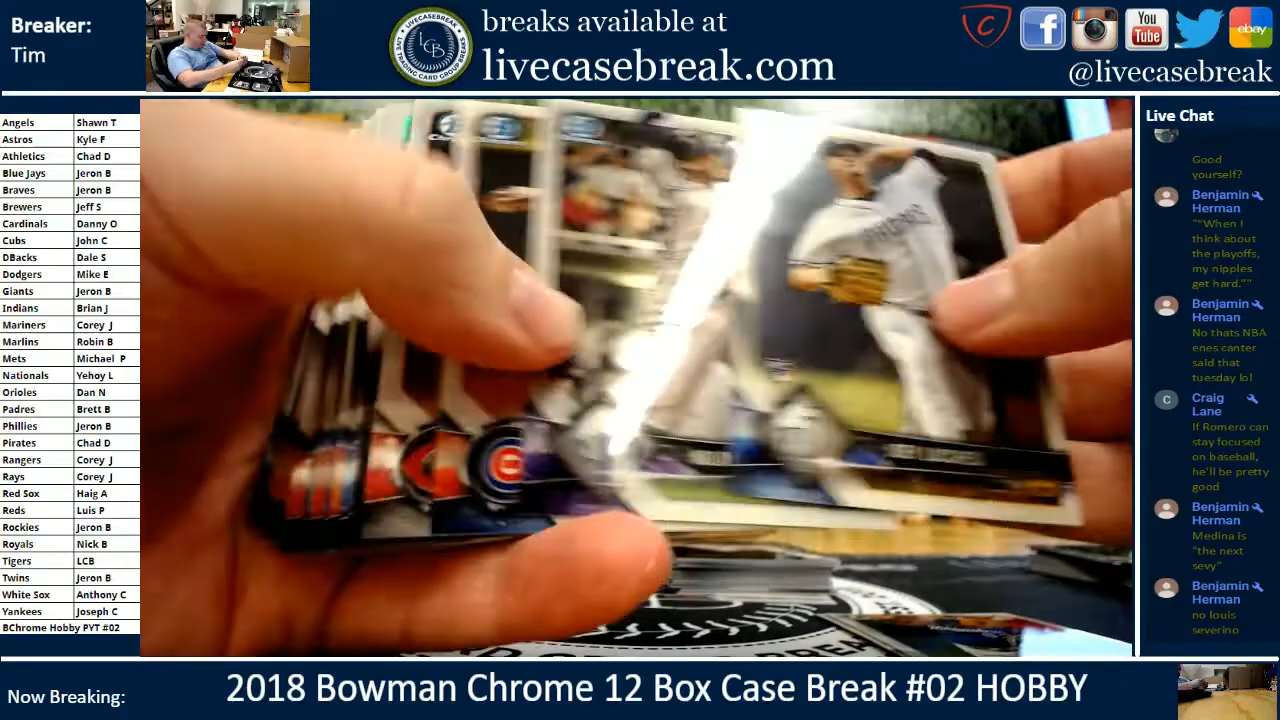 Breaker:
Tim
breaks available at
livecasebreak.com
LCB
You
Tube
ebay
@livecasebreak
Angels Shawn T
Astros Kyle F
Athletics Chad D
Blue Jays Jeron B
Braves Jeron B
Brewers Jeff S
Cardinals Danny O
Cubs John C
DBacks Dale S
Dodgers Mike E
Giants Jeron B
Indians Brian J
Mariners Corey J
Marlins Robin B
Mets Michael P
Nationals Yehoy L
Orioles Dan N
Padres Brett B
Phillies Jeron B
Pirates Chad D
Rangers Corey J
Rays Corey J
Red Sox Haig A
Reds Luis P
Rockies Jeron B
Royals Nick B
Tigers LCB
Twins Jeron B
White Sox Anthony C
Yankees Joseph C
BChrome Hobby PYT #02
Live Chat
Good
yourself?
Benjamin
Herman
""When I
think about
the playoffs,
my nipples
get hard.""
Benjamin
Herman
No thats NBA
enes canter
said that
tuesday lol
C
Craig
Lane
If Romero can
stay focused
on baseball,
he'll be pretty
good
Benjamin
Herman
Medina is
"the next
sevy"
Benjamin
Herman
no louis
severino
Now Breaking:
2018 Bowman Chrome 12 Box Case Break #02 HOBBY